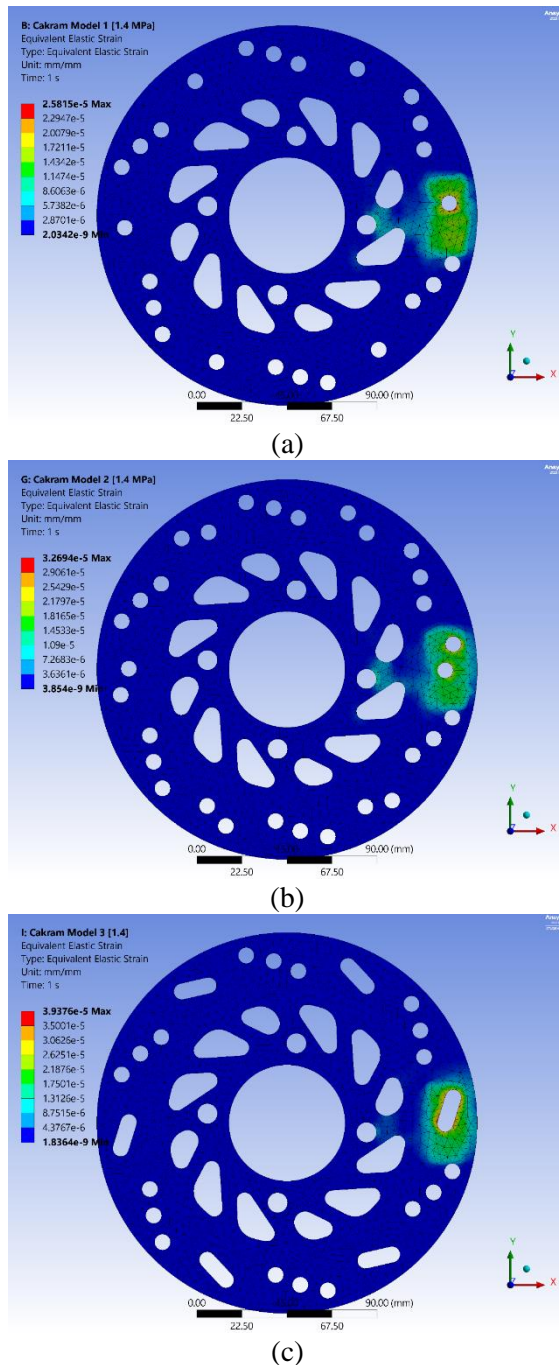 Ansys
B: Cakram Model 1 [1.4 MPa]
Equivalent Elastic Strain
Type: Equivalent Elastic Strain
Unit: mm/mm
Time: 1 s
2.5815e-5 Max
2.2947e-5
2.0079e-5
1.7211e-5
1.4342e-5
1.1474e-5
8.6063e-6
5.7382e-6
2.8701e-6
2.0342e-9 Min
Y
X
0.00
90.00 (mm)
22.50
67.50
(a)
Ansys
G: Cakram Model 2 [1.4 MPa]
Equivalent Elastic Strain
Type: Equivalent Elastic Strain
Unit: mm/mm
Time: 1 s
3.2694e-5 Max
2.9061e-5
2.5429e-5
2.1797e-5
1.8165e-5
1.4533e-5
1.09e-5
7.2683e-6
3.6361e-6
3.854e-9 Min
Y
X
0.00
90.00 (mm)
22.50
67.50
(b)
I: Cakram Model 3 [1.4]
Equivalent Elastic Strain
Type: Equivalent Elastic Strain
Unit: mm/mm
Time: 1 s
3.9376e-5 Max
3.5001e-5
3.0626e-5
2.6251e-5
2.1876e-5
1.7501e-5
1.3126e-5
8.7515e-6
4.3767e-6
1.8364e-9 Min
Y
X
0.00
90.00 (mm)
22.50
67.50
(c)